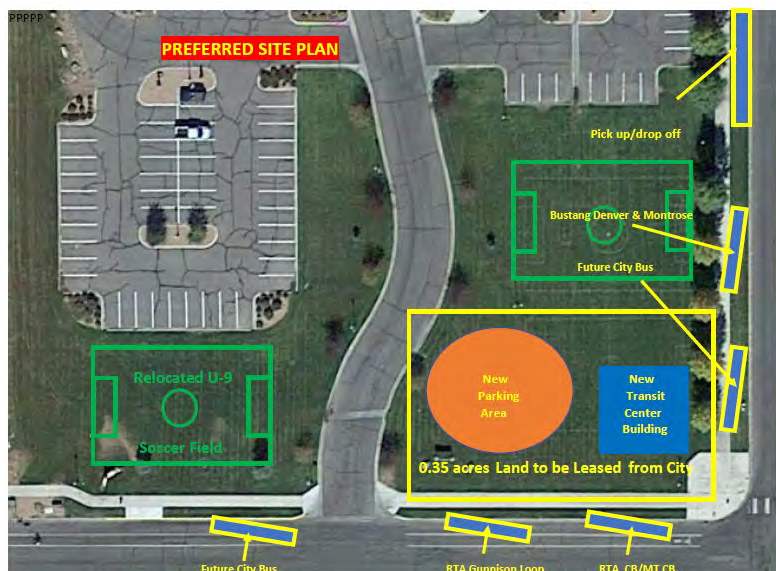 PPPPP
PREFERRED SITE PLAN
Pick up/drop off
Bustang Denver & Montrose
Future City Bus
Relocated U-9
Soccer Field
New
Parking
Area
New
Transit
Center
Building
0.35 acres Land to be Leased from City
Future City Bus
RTA Gunnison Loop
RTA CB/MT CB